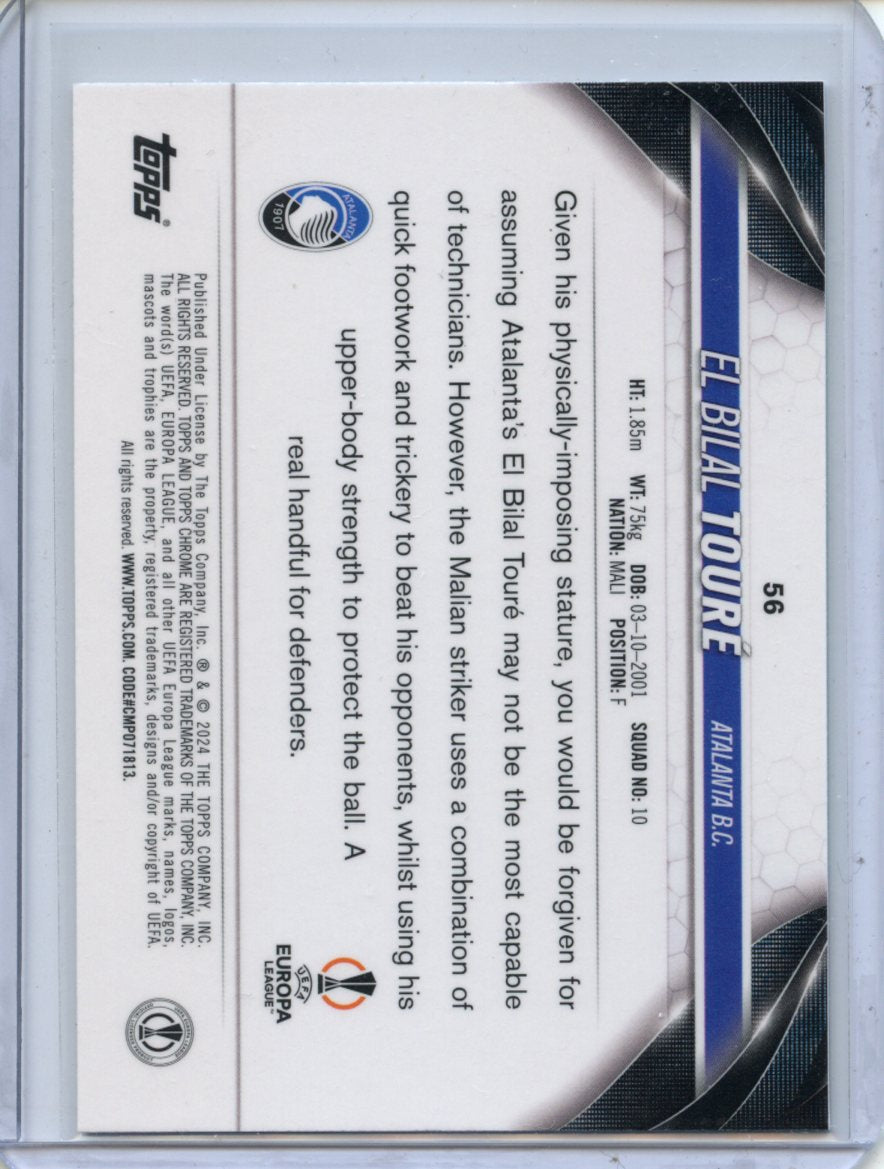 56
EL BILAL TOURÉ ATALANTA B.C.
HT: 1.85m WT: 75kg DOB: 03-10-2001 SQUAD NO: 10
NATION: MALI POSITION: F
Given his physically-imposing stature, you would be forgiven for
assuming Atalanta's El Bilal Touré may not be the most capable
of technicians. However, the Malian striker uses a combination of
quick footwork and trickery to beat his opponents, whilst using his
upper-body strength to protect the ball. A
real handful for defenders.
ATALANTA
1907
UEFA
EUROPA
LEAGUE™
topps®
Published Under License by The Topps Company, Inc. ® & © 2024 THE TOPPS COMPANY, INC.
ALL RIGHTS RESERVED. TOPPS AND TOPPS CHROME ARE REGISTERED TRADEMARKS OF THE TOPPS COMPANY, INC.
The word(s) UEFA, EUROPA LEAGUE, and all other UEFA Europa League marks, names, logos,
mascots and trophies are the property, registered trademarks, designs and/or copyright of UEFA.
All rights reserved. WWW.TOPPS.COM. CODE#CMP071813.